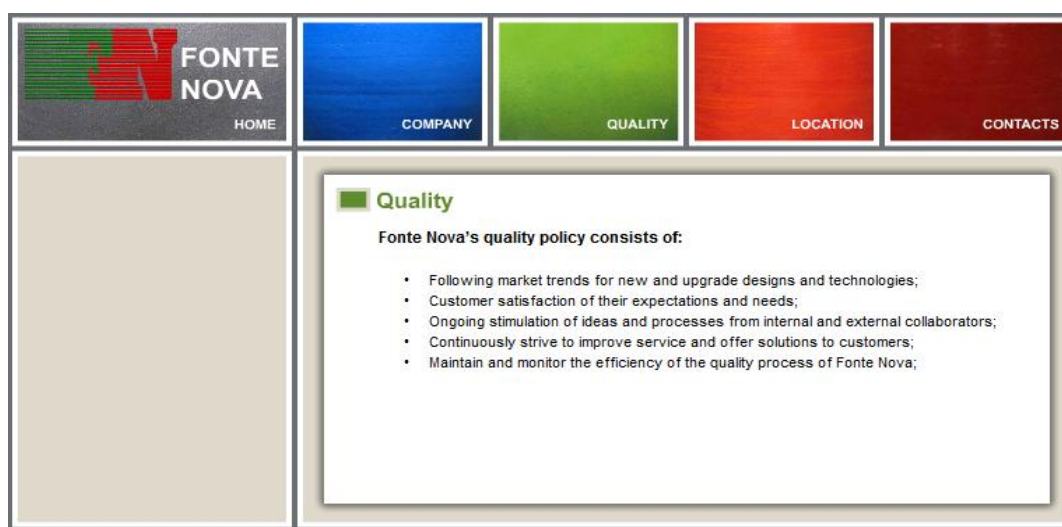 FONTE
NOVA
HOME
COMPANY
QUALITY
LOCATION
CONTACTS
Quality
Fonte Nova's quality policy consists of:
• Following market trends for new and upgrade designs and technologies;
• Customer satisfaction of their expectations and needs;
• Ongoing stimulation of ideas and processes from internal and external collaborators;
• Continuously strive to improve service and offer solutions to customers;
• Maintain and monitor the efficiency of the quality process of Fonte Nova;